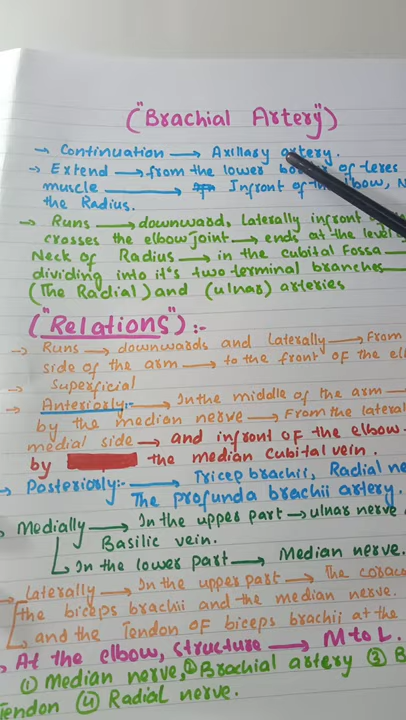 ("Brachial Artery")
→ Continuation → Axillary artery.
→ Extend → from the lower of teres
muscle → Infront of
the Radius.
→ Runs → downward, laterally infront
crosses the elbow joint → ends at the level
Neck of Radius → in the cubital Fossa —
dividing into it's two terminal branches —
(The Radial) and (ulnar) arteries
("Relations") :-
→ Runs → downwards and Laterally → From
side of the arm → to the front of the
→ Superficial
→ Anteriorly:- → In the middle of the arm —
by the median nerve → From the lateral
medial side → and infront of the elbow
by the median cubital vein.
Posteriorly:- → Tricep brachii, Radial
The profunda brachii artery.
Medially → In the upper part → ulnar nerve
Basilic vein.
In the lower part → Median nerve.
Laterally → In the upper part → The
the biceps brachii and the median nerve.
and the Tendon of biceps brachii at the
At the elbow, structure → M to L.
① Median nerve, ② Brachial artery ③
Tendon ④ Radial nerve.